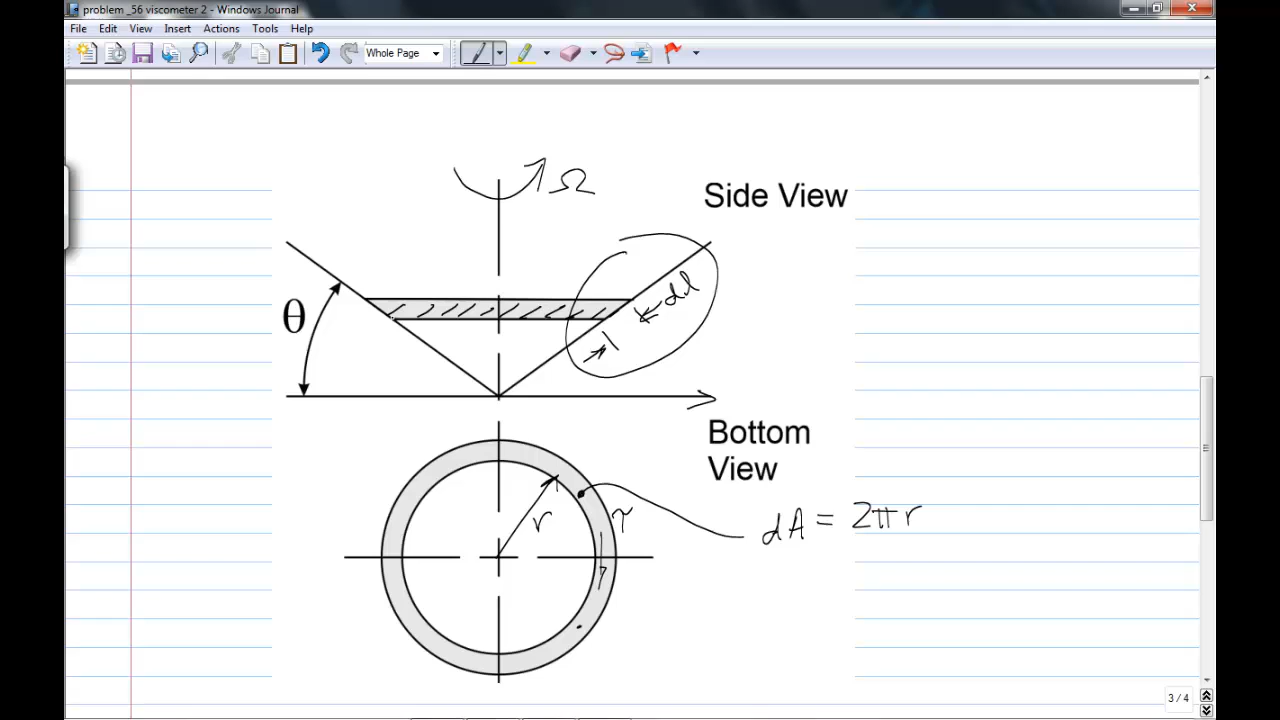 problem _56 viscometer 2 - Windows Journal
File Edit View Insert Actions Tools Help
Whole Page
Ω
Side View
θ
dl
Bottom
View
r
τ
dA = 2πr
3 / 4